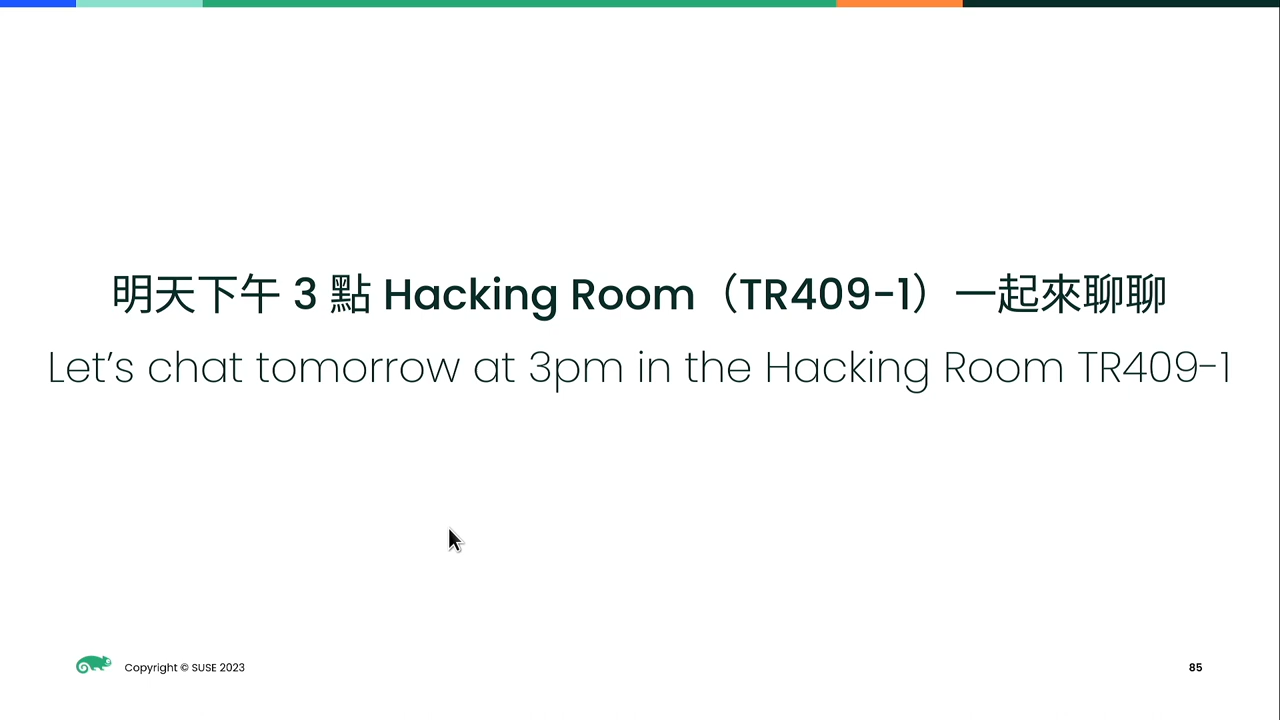 明天下午 3 點 Hacking Room（TR409-1）一起來聊聊
Let’s chat tomorrow at 3pm in the Hacking Room TR409-1
Copyright © SUSE 2023
85